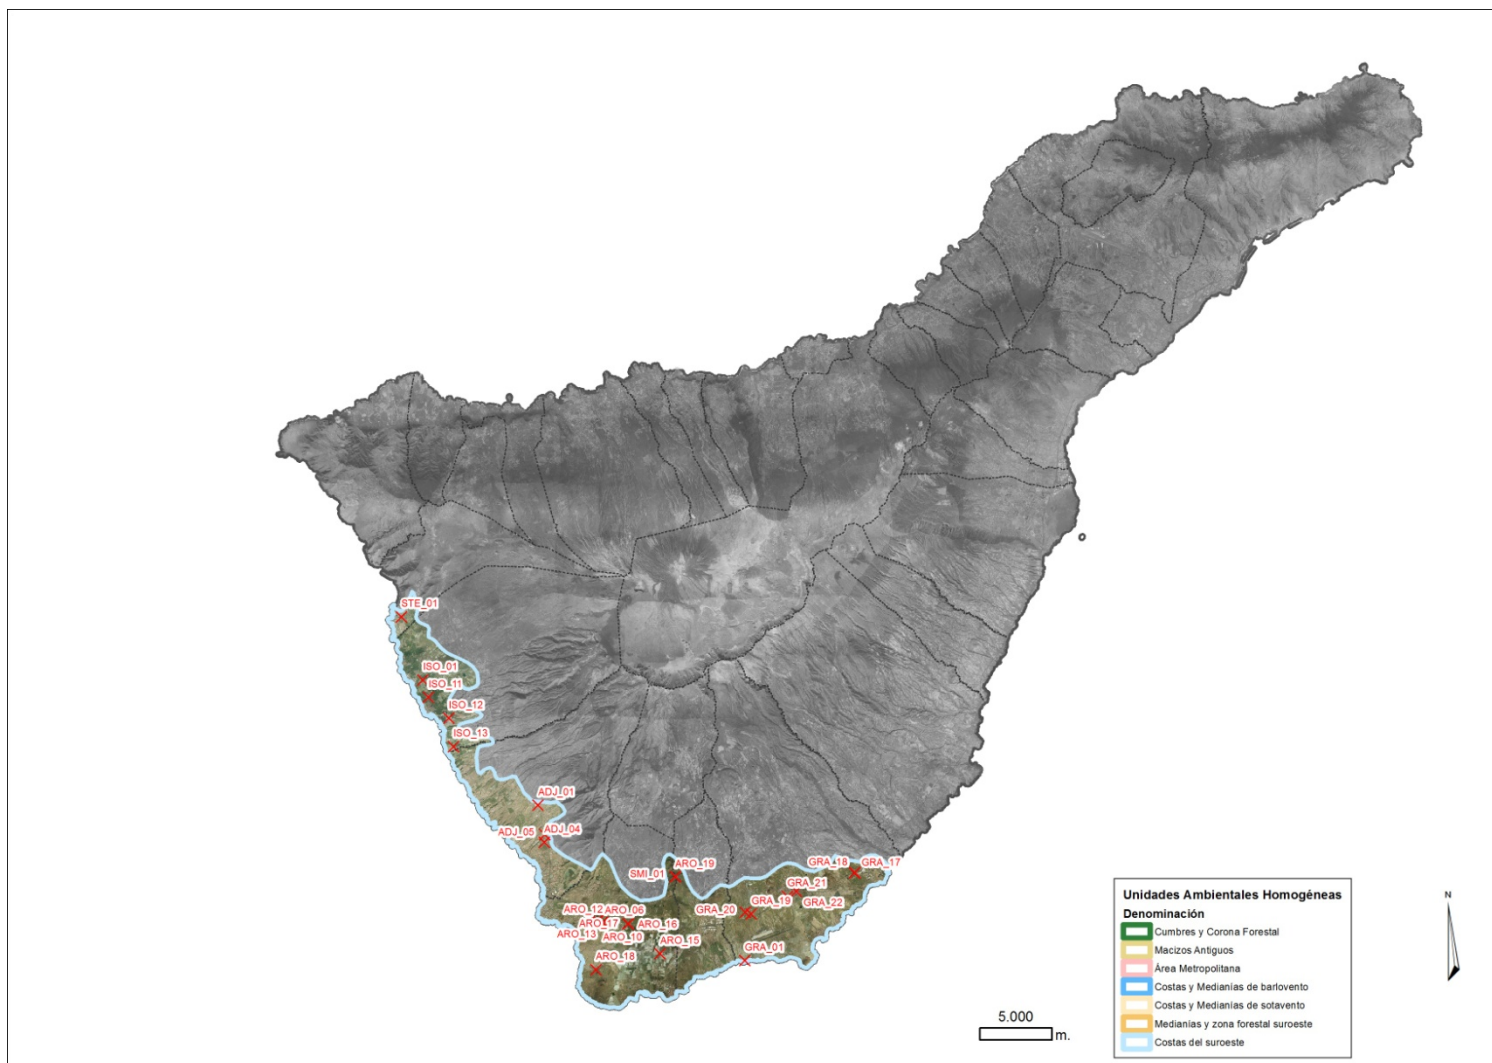 STE_01
ISO_01
ISO_11
ISO_12
ISO_13
ADJ_01
ADJ_05 ADJ_04
GRA_18 GRA_17
SMI_01 ARO_19
GRA_21
GRA_22
GRA_20 GRA_19
ARO_12 ARO_06
ARO_17 ARO_16
ARO_13 ARO_10
ARO_15
GRA_01
ARO_18
5.000
m.
N
Unidades Ambientales Homogéneas
Denominación
Cumbres y Corona Forestal
Macizos Antiguos
Área Metropolitana
Costas y Medianías de barlovento
Costas y Medianías de sotavento
Medianías y zona forestal suroeste
Costas del suroeste